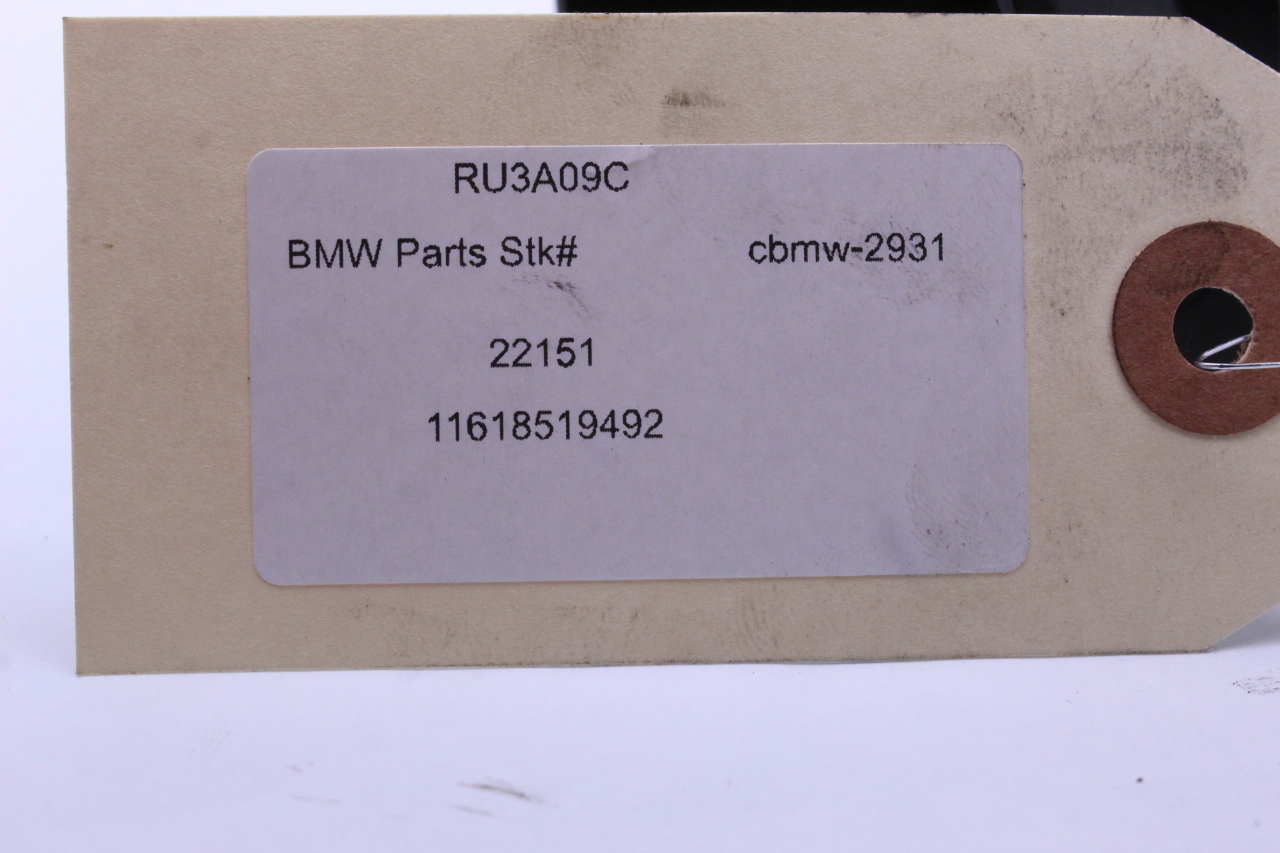 RU3A09C
BMW Parts Stk# cbmw-2931
22151
11618519492